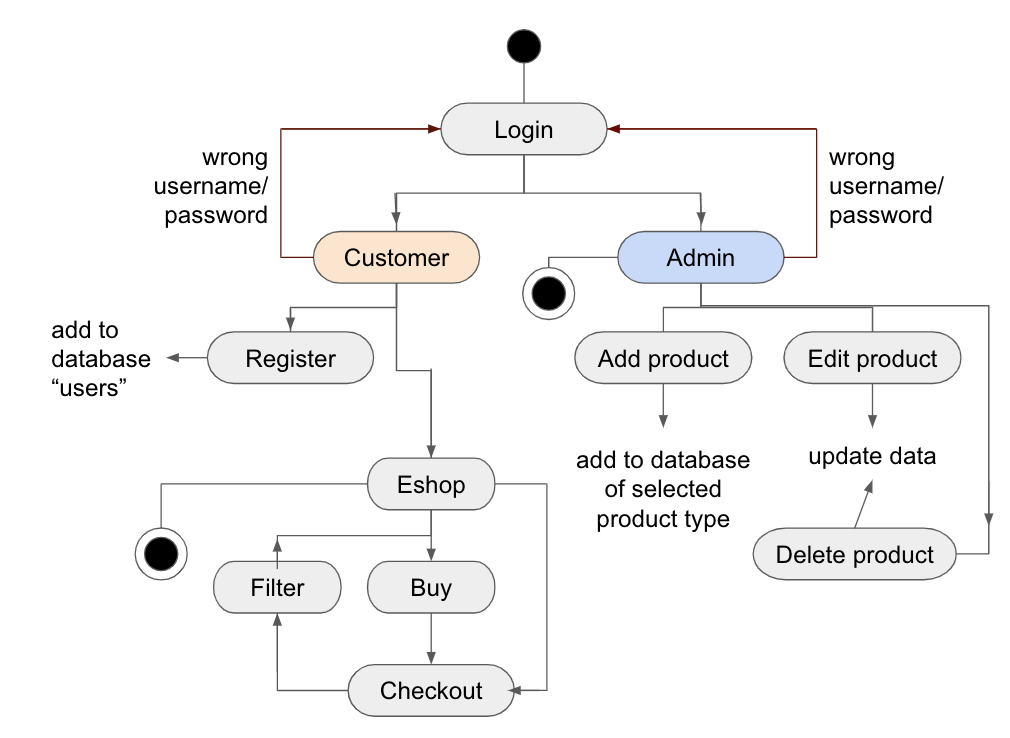 Login
wrong
username/
password
wrong
username/
password
Customer
Admin
add to
database
“users”
Register
Add product
Edit product
add to database
of selected
product type
update data
Eshop
Delete product
Filter
Buy
Checkout